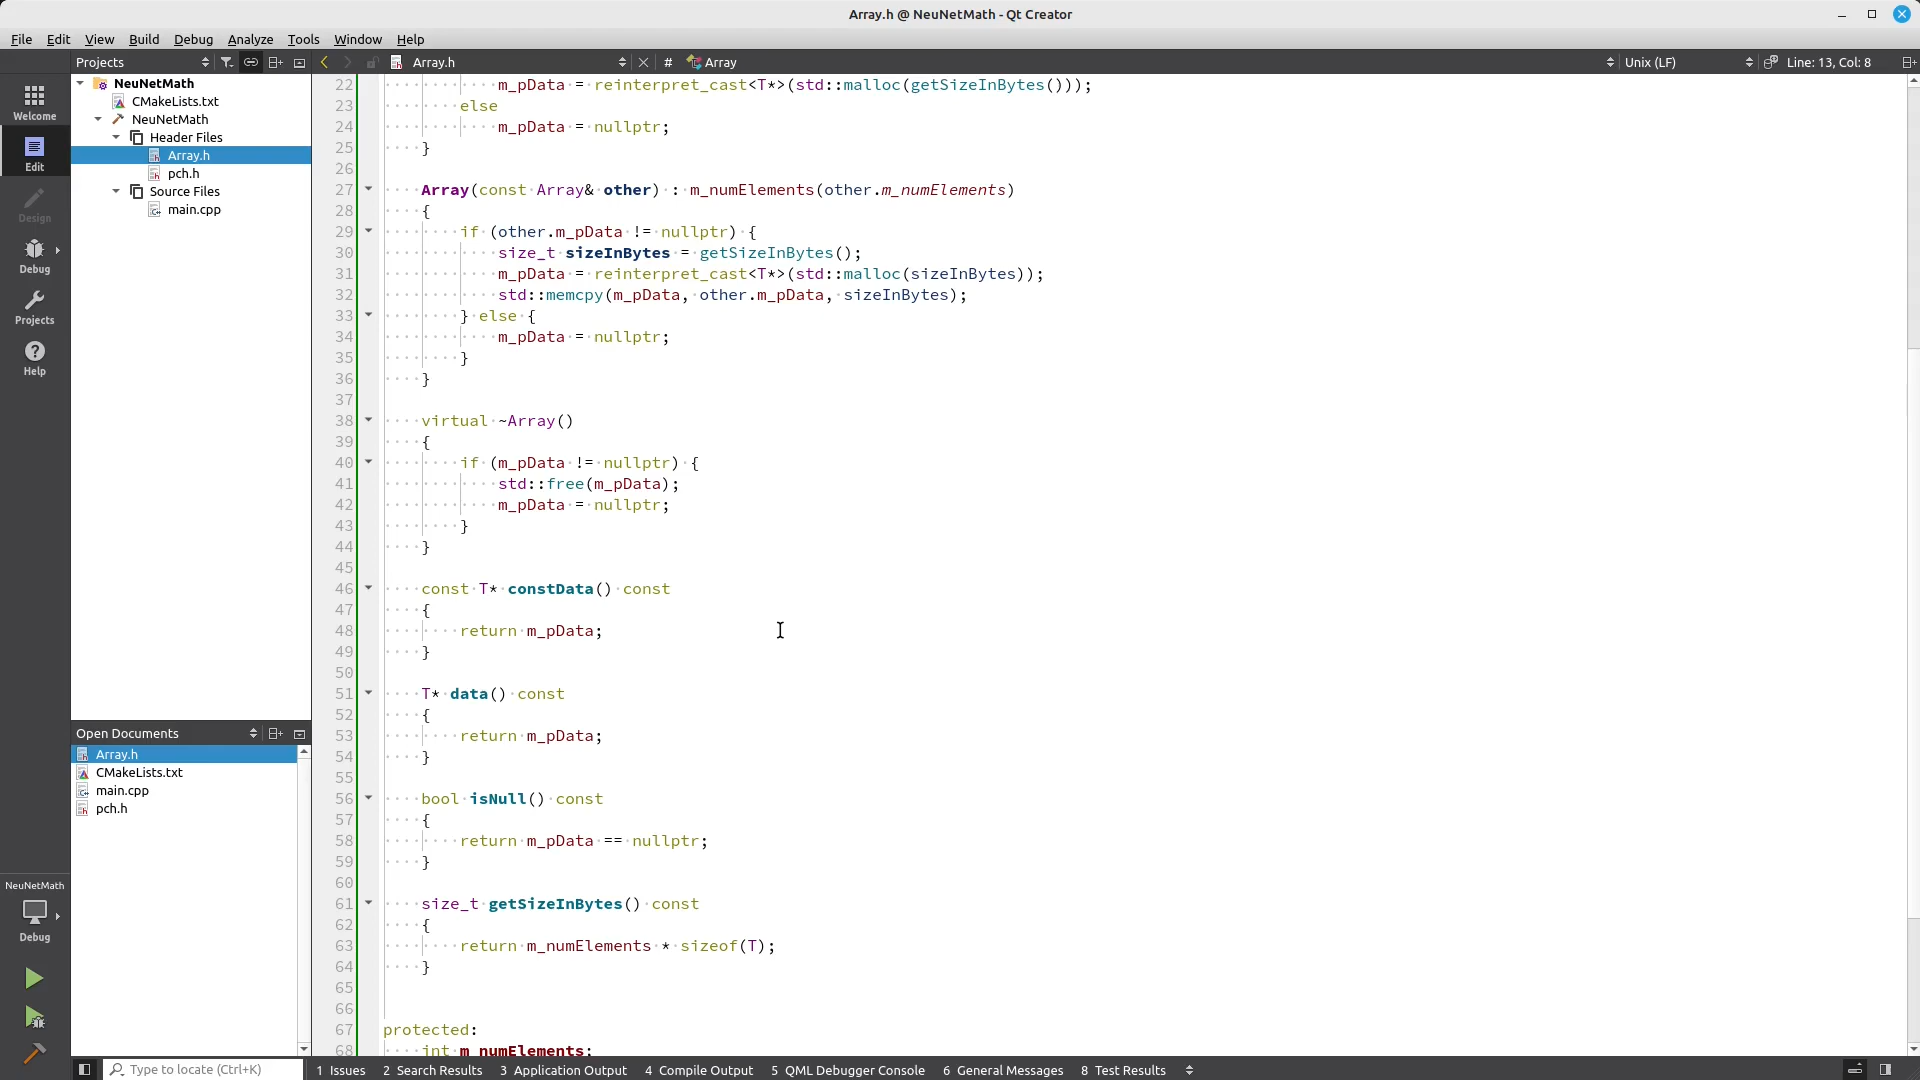 Array.h @ NeuNetMath - Qt Creator
File Edit View Build Debug Analyze Tools Window Help
Projects
Array.h
#
Array
Unix (LF)
Line: 13, Col: 8
Welcome
Edit
Design
Debug
Projects
Help
NeuNetMath
CMakeLists.txt
NeuNetMath
Header Files
Array.h
pch.h
Source Files
main.cpp
Open Documents
Array.h
CMakeLists.txt
main.cpp
pch.h
NeuNetMath
Debug
22 m_pData = reinterpret_cast<T*>(std::malloc(getSizeInBytes()));
23 else
24 m_pData = nullptr;
25 }
26
27 Array(const Array& other) : m_numElements(other.m_numElements)
28 {
29 if (other.m_pData != nullptr) {
30 size_t sizeInBytes = getSizeInBytes();
31 m_pData = reinterpret_cast<T*>(std::malloc(sizeInBytes));
32 std::memcpy(m_pData, other.m_pData, sizeInBytes);
33 } else {
34 m_pData = nullptr;
35 }
36 }
37
38 virtual ~Array()
39 {
40 if (m_pData != nullptr) {
41 std::free(m_pData);
42 m_pData = nullptr;
43 }
44 }
45
46 const T* constData() const
47 {
48 return m_pData;
49 }
50
51 T* data() const
52 {
53 return m_pData;
54 }
55
56 bool isNull() const
57 {
58 return m_pData == nullptr;
59 }
60
61 size_t getSizeInBytes() const
62 {
63 return m_numElements * sizeof(T);
64 }
65
66
67 protected:
68 int m_numElements;
Type to locate (Ctrl+K)
1 Issues 2 Search Results 3 Application Output 4 Compile Output 5 QML Debugger Console 6 General Messages 8 Test Results